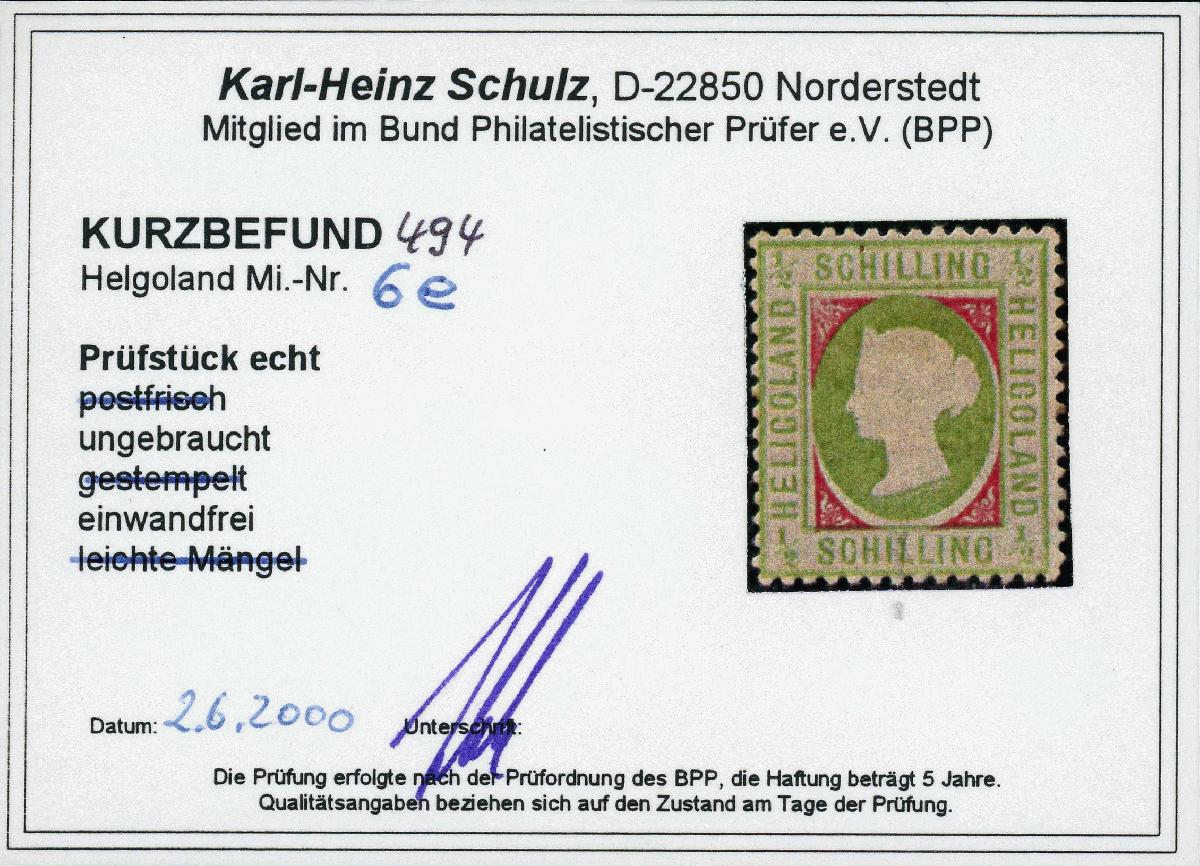 Karl-Heinz Schulz, D-22850 Norderstedt
Mitglied im Bund Philatelistischer Prüfer e.V. (BPP)
KURZBEFUND 494
Helgoland Mi.-Nr. 6e
Prüfstück echt
postfrisch
ungebraucht
gestempelt
einwandfrei
leichte Mängel
½ SCHILLING ½
HELIGOLAND
HELIGOLAND
½ SCHILLING ½
Datum: 2.6.2000 Unterschrift:
Die Prüfung erfolgte nach der Prüfordnung des BPP, die Haftung beträgt 5 Jahre.
Qualitätsangaben beziehen sich auf den Zustand am Tage der Prüfung.